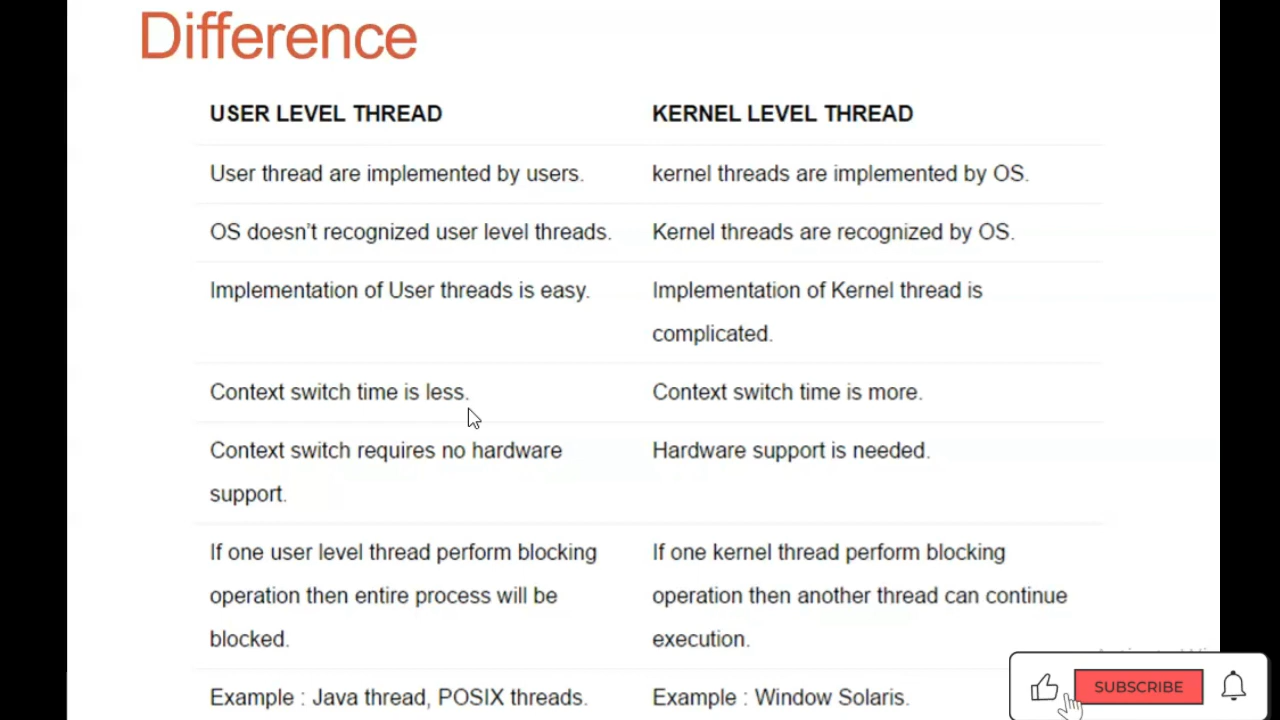 Difference
USER LEVEL THREAD
KERNEL LEVEL THREAD
User thread are implemented by users.
kernel threads are implemented by OS.
OS doesn't recognized user level threads.
Kernel threads are recognized by OS.
Implementation of User threads is easy.
Implementation of Kernel thread is
complicated.
Context switch time is less.
Context switch time is more.
Context switch requires no hardware
support.
Hardware support is needed.
If one user level thread perform blocking
operation then entire process will be
blocked.
If one kernel thread perform blocking
operation then another thread can continue
execution.
Example : Java thread, POSIX threads.
Example : Window Solaris.
SUBSCRIBE